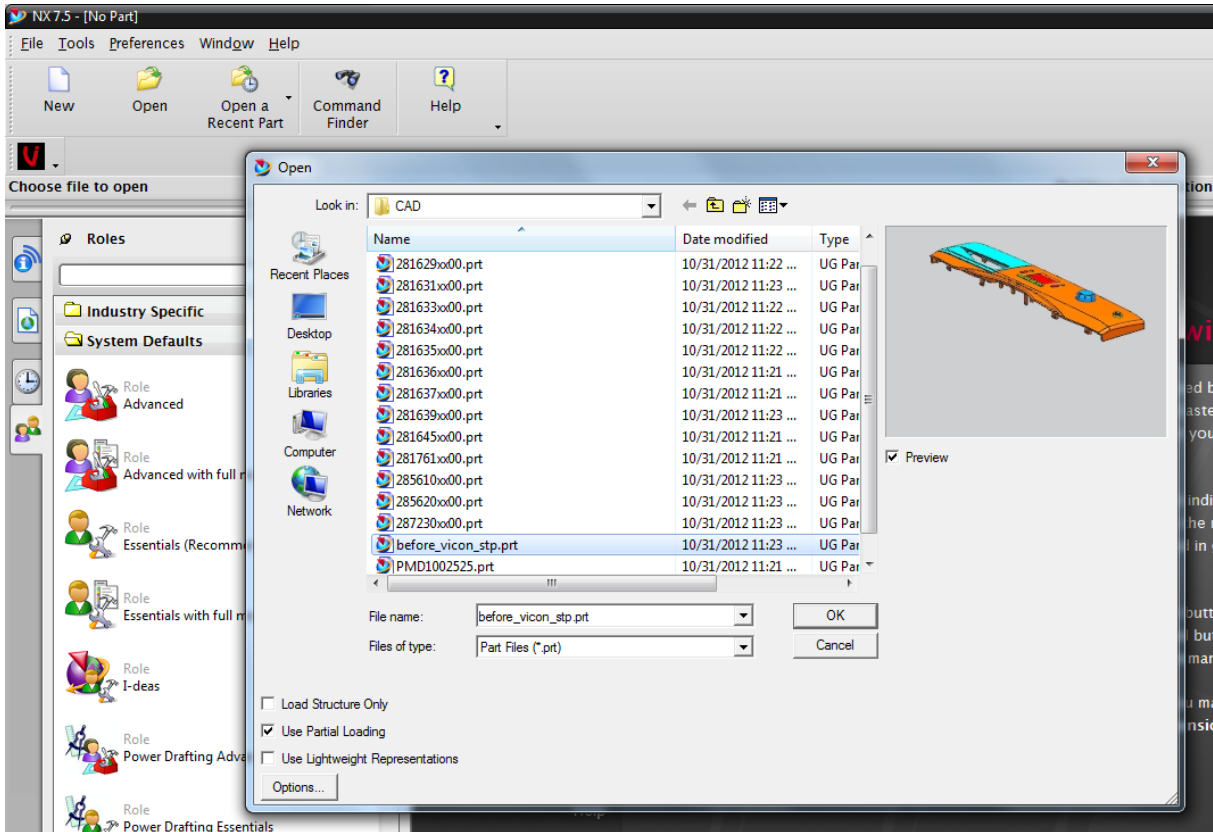 NX 7.5 - [No Part]
File Tools Preferences Window Help
New Open Open a Recent Part Command Finder Help
Choose file to open
Roles
Industry Specific
System Defaults
Role
Advanced
Role
Advanced with full
Role
Essentials
Role
Essentials with full
Role
I-deas
Role
Power Drafting
Role
Power Drafting Essentials
Open
Look in: CAD
Recent Places
Desktop
Libraries
Computer
Network
Name Date modified Type
281629xx00.prt 10/31/2012 11:22 ... UG Par
281631xx00.prt 10/31/2012 11:23 ... UG Par
281633xx00.prt 10/31/2012 11:22 ... UG Par
281634xx00.prt 10/31/2012 11:22 ... UG Par
281635xx00.prt 10/31/2012 11:22 ... UG Par
281636xx00.prt 10/31/2012 11:21 ... UG Par
281637xx00.prt 10/31/2012 11:21 ... UG Par
281639xx00.prt 10/31/2012 11:23 ... UG Par
281645xx00.prt 10/31/2012 11:21 ... UG Par
281761xx00.prt 10/31/2012 11:21 ... UG Par
285610xx00.prt 10/31/2012 11:23 ... UG Par
285620xx00.prt 10/31/2012 11:23 ... UG Par
287230xx00.prt 10/31/2012 11:23 ... UG Par
before_vicon_stp.prt 10/31/2012 11:23 ... UG Par
PMD1002525.prt 10/31/2012 11:21 ... UG Par
Preview
File name: before_vicon_stp.prt OK
Files of type: Part Files (*.prt) Cancel
Load Structure Only
Use Partial Loading
Use Lightweight Representations
Options...
Help